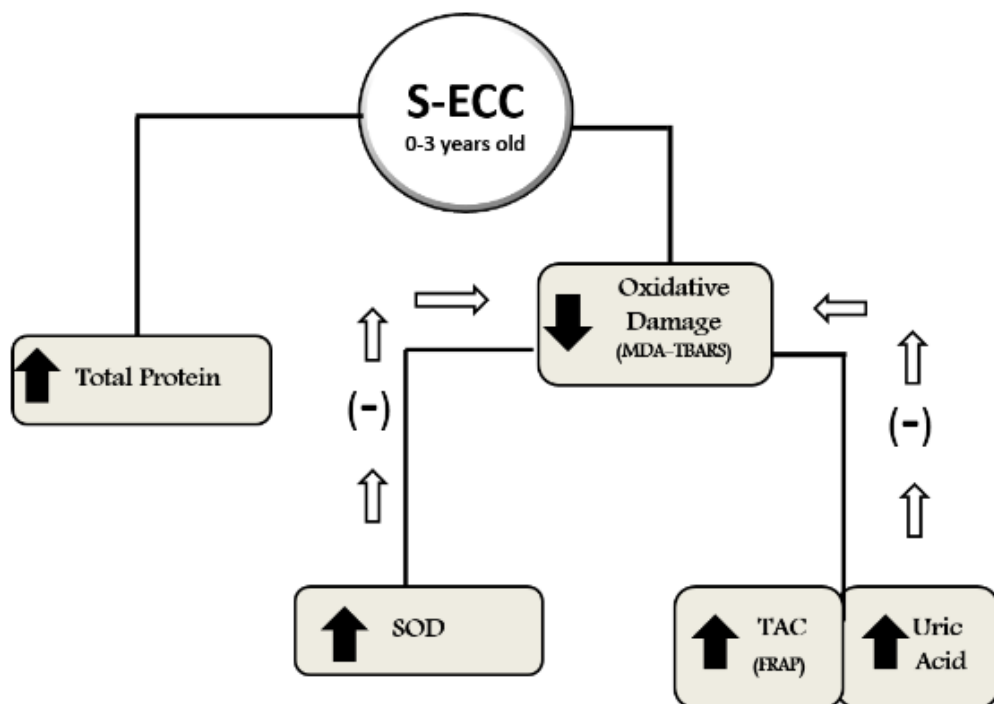 S-ECC
0-3 years old
Oxidative
Damage
(MDA-TBARS)
Total Protein
(-)
(-)
SOD
TAC
(FRAP)
Uric
Acid